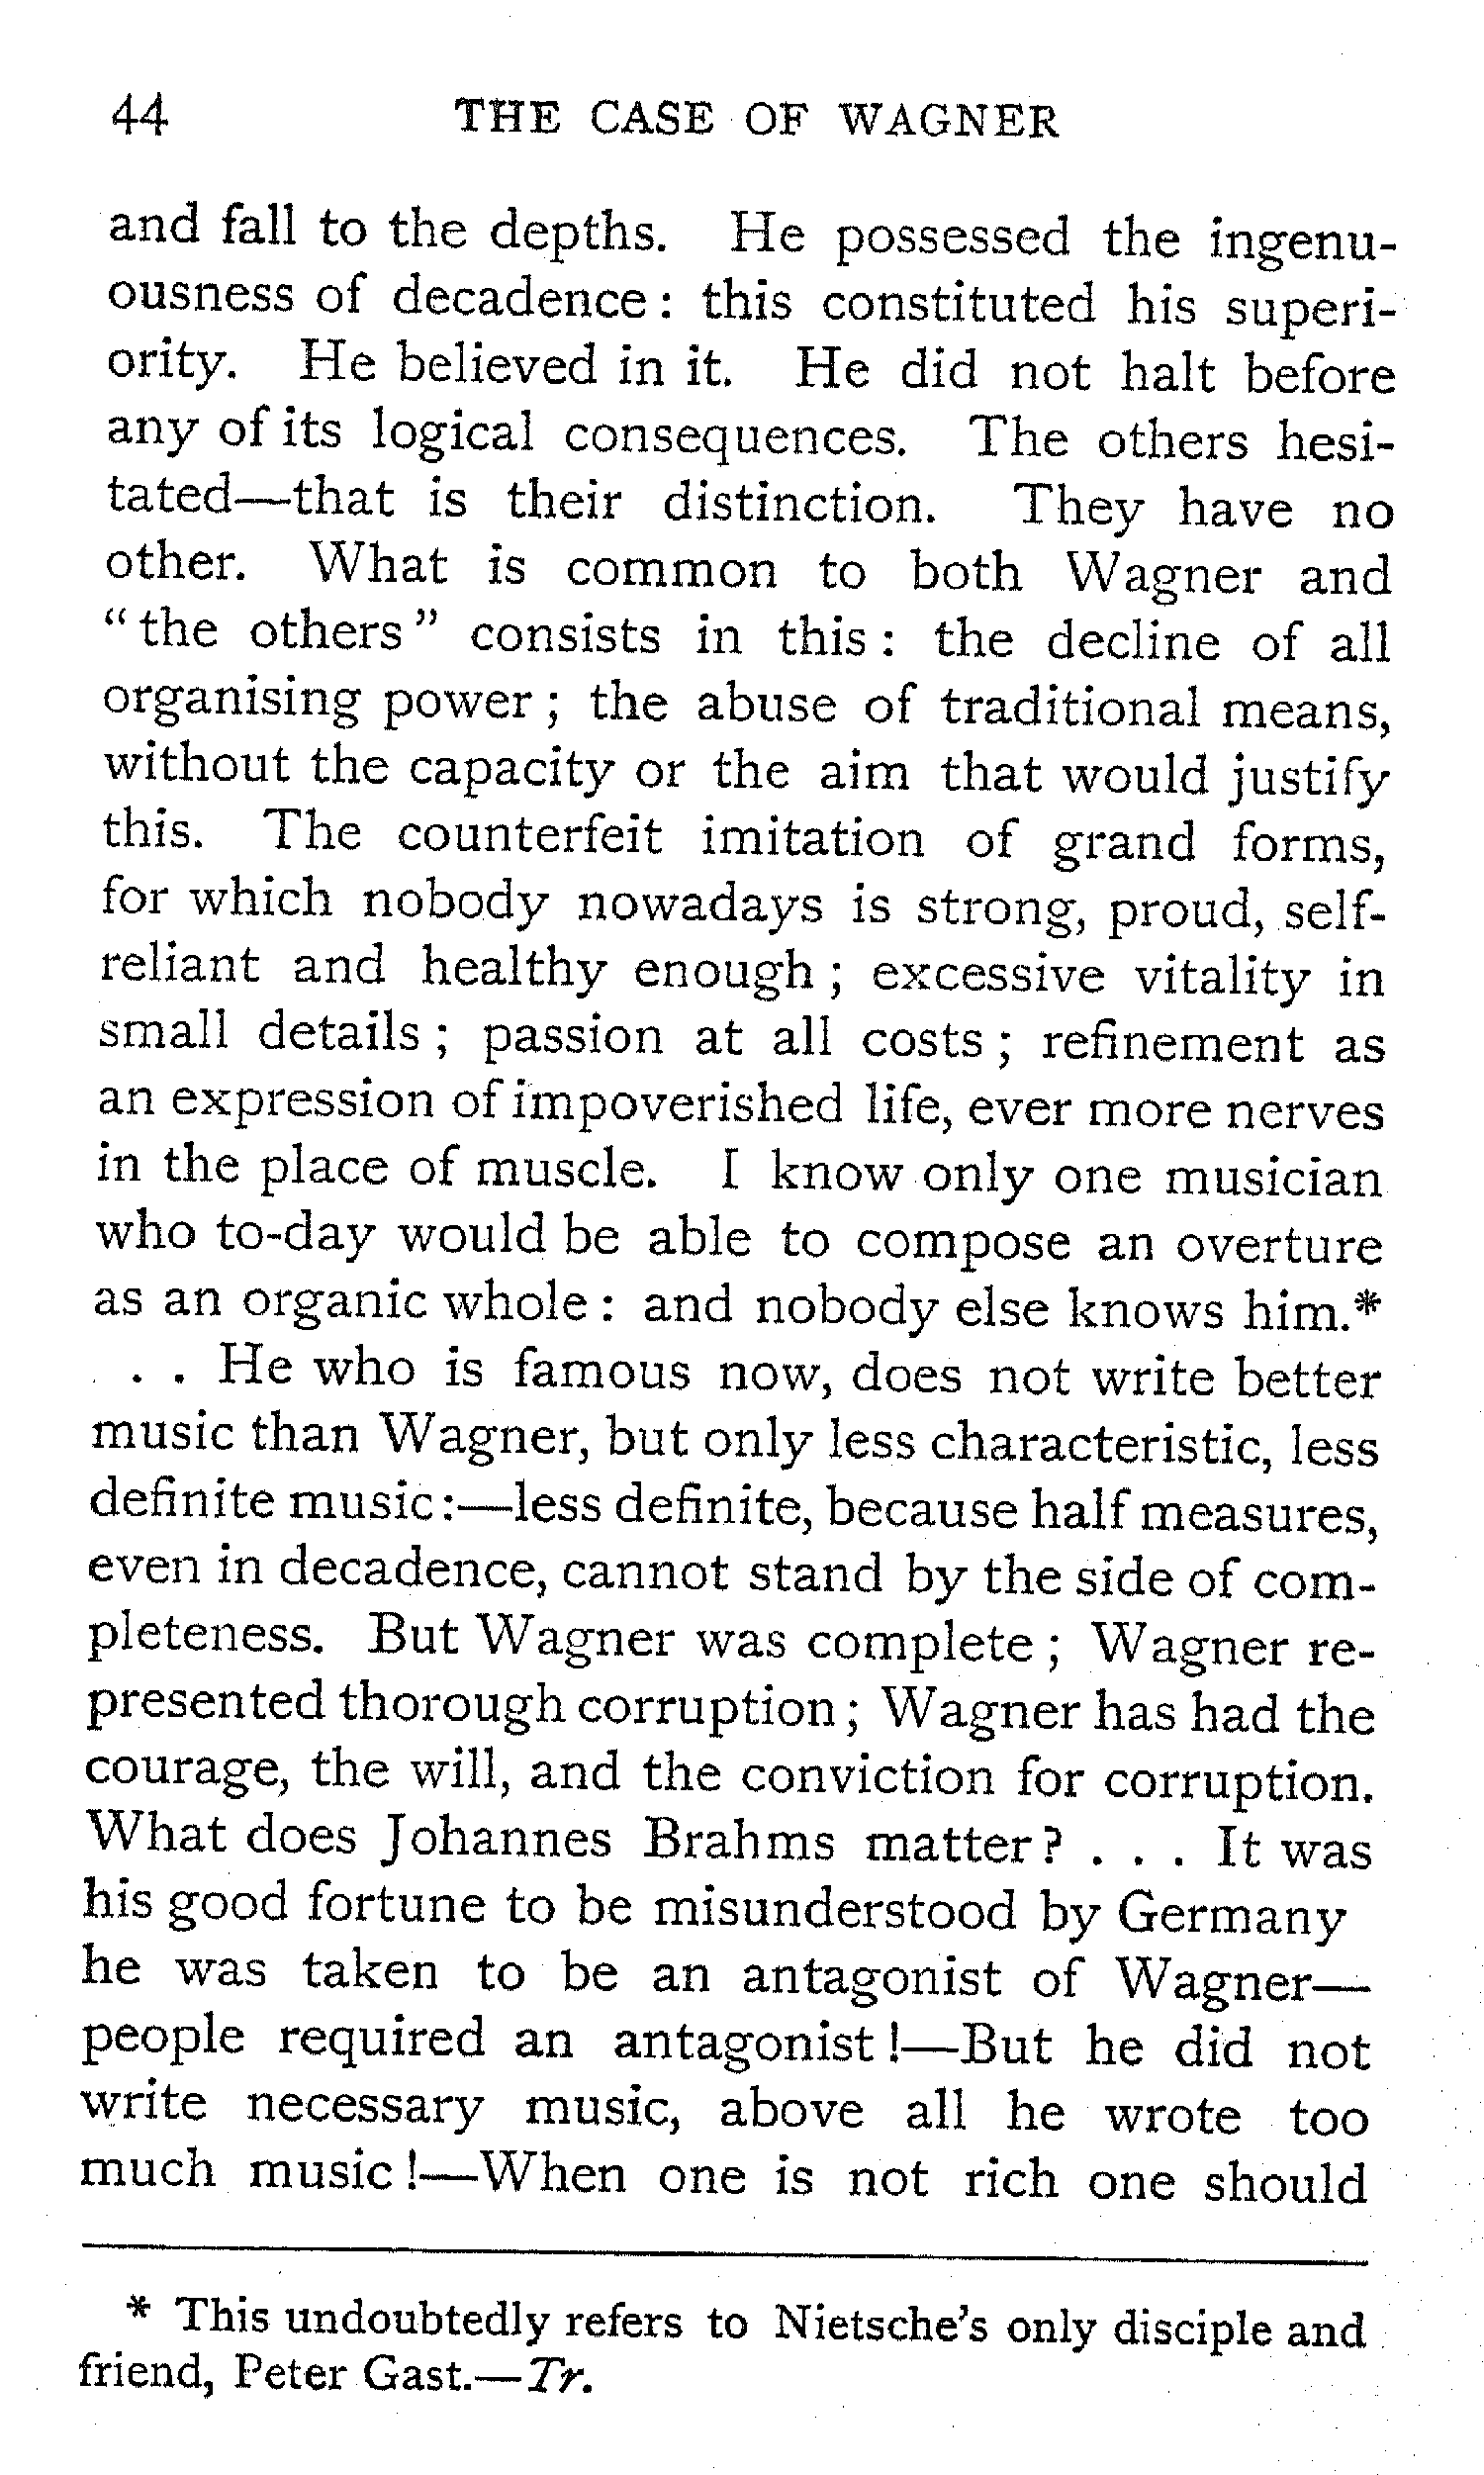 44 THE CASE OF WAGNER
and fall to the depths. He possessed the ingenu-
ousness of decadence : this constituted his superi-
ority. He believed in it. He did not halt before
any of its logical consequences. The others hesi-
tated—that is their distinction. They have no
other. What is common to both Wagner and
“ the others ” consists in this : the decline of all
organising power ; the abuse of traditional means,
without the capacity or the aim that would justify
this. The counterfeit imitation of grand forms,
for which nobody nowadays is strong, proud, self-
reliant and healthy enough ; excessive vitality in
small details ; passion at all costs ; refinement as
an expression of impoverished life, ever more nerves
in the place of muscle. I know only one musician
who to-day would be able to compose an overture
as an organic whole : and nobody else knows him.*
. . . He who is famous now, does not write better
music than Wagner, but only less characteristic, less
definite music:—less definite, because half measures,
even in decadence, cannot stand by the side of com-
pleteness. But Wagner was complete ; Wagner re-
presented thorough corruption ; Wagner has had the
courage, the will, and the conviction for corruption.
What does Johannes Brahms matter ? . . . It was
his good fortune to be misunderstood by Germany
he was taken to be an antagonist of Wagner—
people required an antagonist !—But he did not
write necessary music, above all he wrote too
much music !—When one is not rich one should
* This undoubtedly refers to Nietsche’s only disciple and
friend, Peter Gast.—Tr.